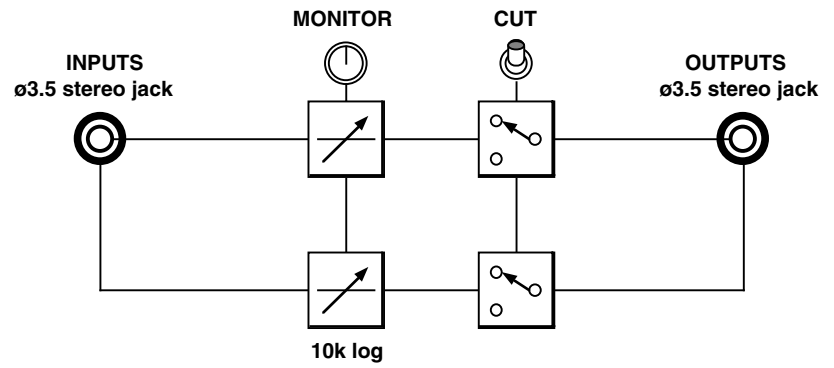 MONITOR
CUT
INPUTS
ø3.5 stereo jack
OUTPUTS
ø3.5 stereo jack
10k log